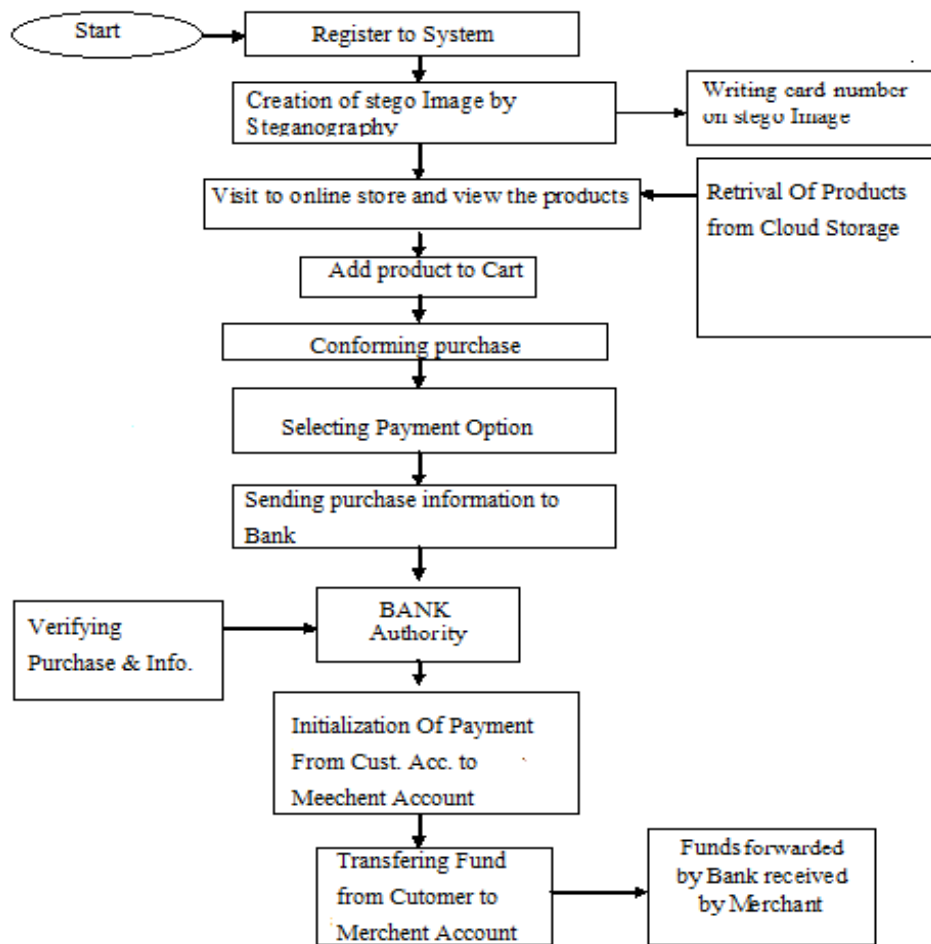 Start
Register to System
Creation of stego Image by
Steganography
Writing card number
on stego Image
Visit to online store and view the products
Retrival Of Products
from Cloud Storage
Add product to Cart
Conforming purchase
Selecting Payment Option
Sending purchase information to
Bank
BANK
Authority
Verifying
Purchase & Info.
Initialization Of Payment
From Cust. Acc. to
Meechent Account
Transfering Fund
from Cutomer to
Merchent Account
Funds forwarded
by Bank received
by Merchant